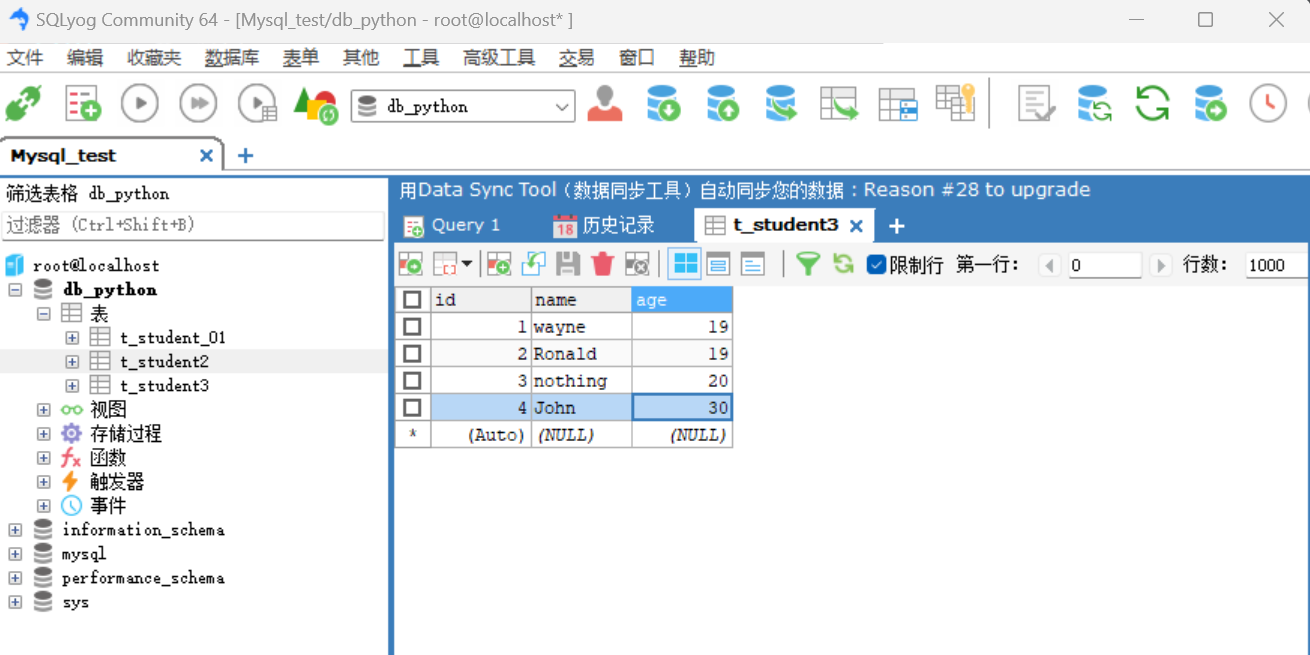 SQLyog Community 64 - [Mysql_test/db_python - root@localhost* ]
文件 编辑 收藏夹 数据库 表单 其他 工具 高级工具 交易 窗口 帮助
db_python
Mysql_test
筛选表格 db_python
过滤器 (Ctrl+Shift+B)
root@localhost
db_python
表
t_student_01
t_student2
t_student3
视图
存储过程
函数
触发器
事件
information_schema
mysql
performance_schema
sys
用Data Sync Tool（数据同步工具）自动同步您的数据：Reason #28 to upgrade
Query 1 18 历史记录 t_student3
限制行 第一行： 0 行数： 1000
id name age
1 wayne 19
2 Ronald 19
3 nothing 20
4 John 30
* (Auto) (NULL) (NULL)